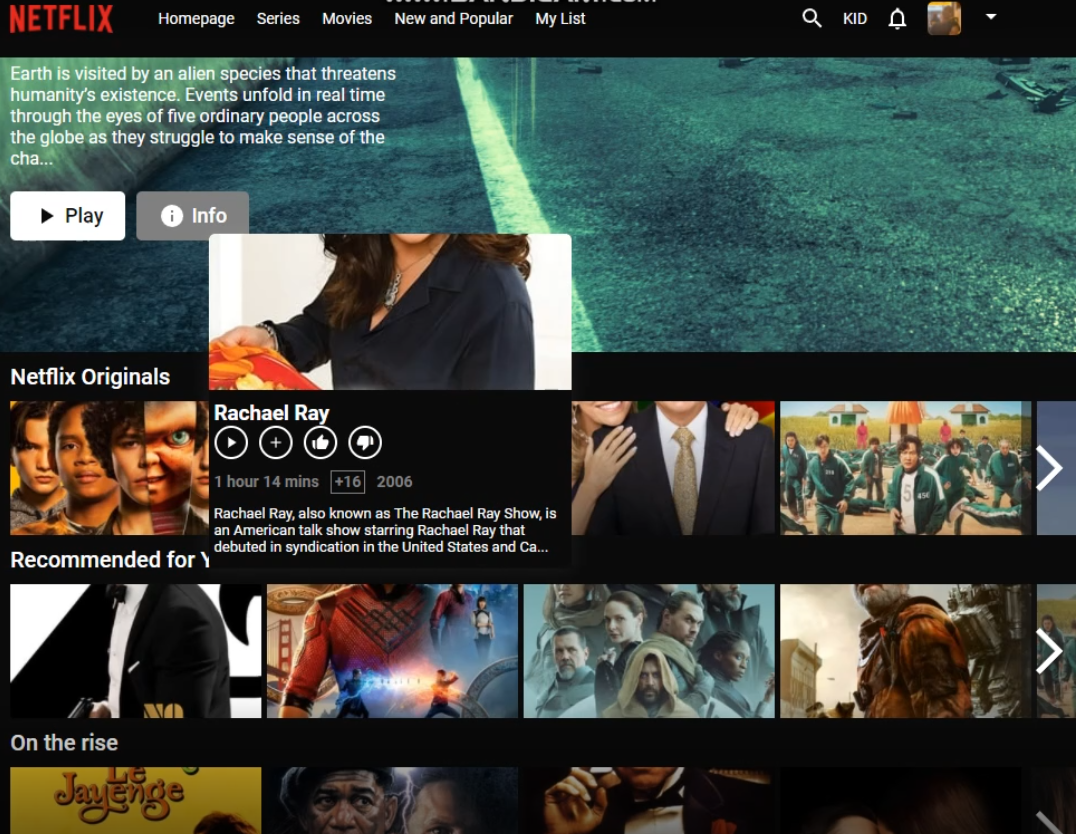 NETFLIX
Homepage Series Movies New and Popular My List KID
Earth is visited by an alien species that threatens
humanity's existence. Events unfold in real time
through the eyes of five ordinary people across
the globe as they struggle to make sense of the
cha...
Play Info
Netflix Originals
Rachael Ray
1 hour 14 mins +16 2006
Rachael Ray, also known as The Rachael Ray Show, is
an American talk show starring Rachael Ray that
debuted in syndication in the United States and Ca...
Recommended for
NO
On the rise
Le
Jayenge